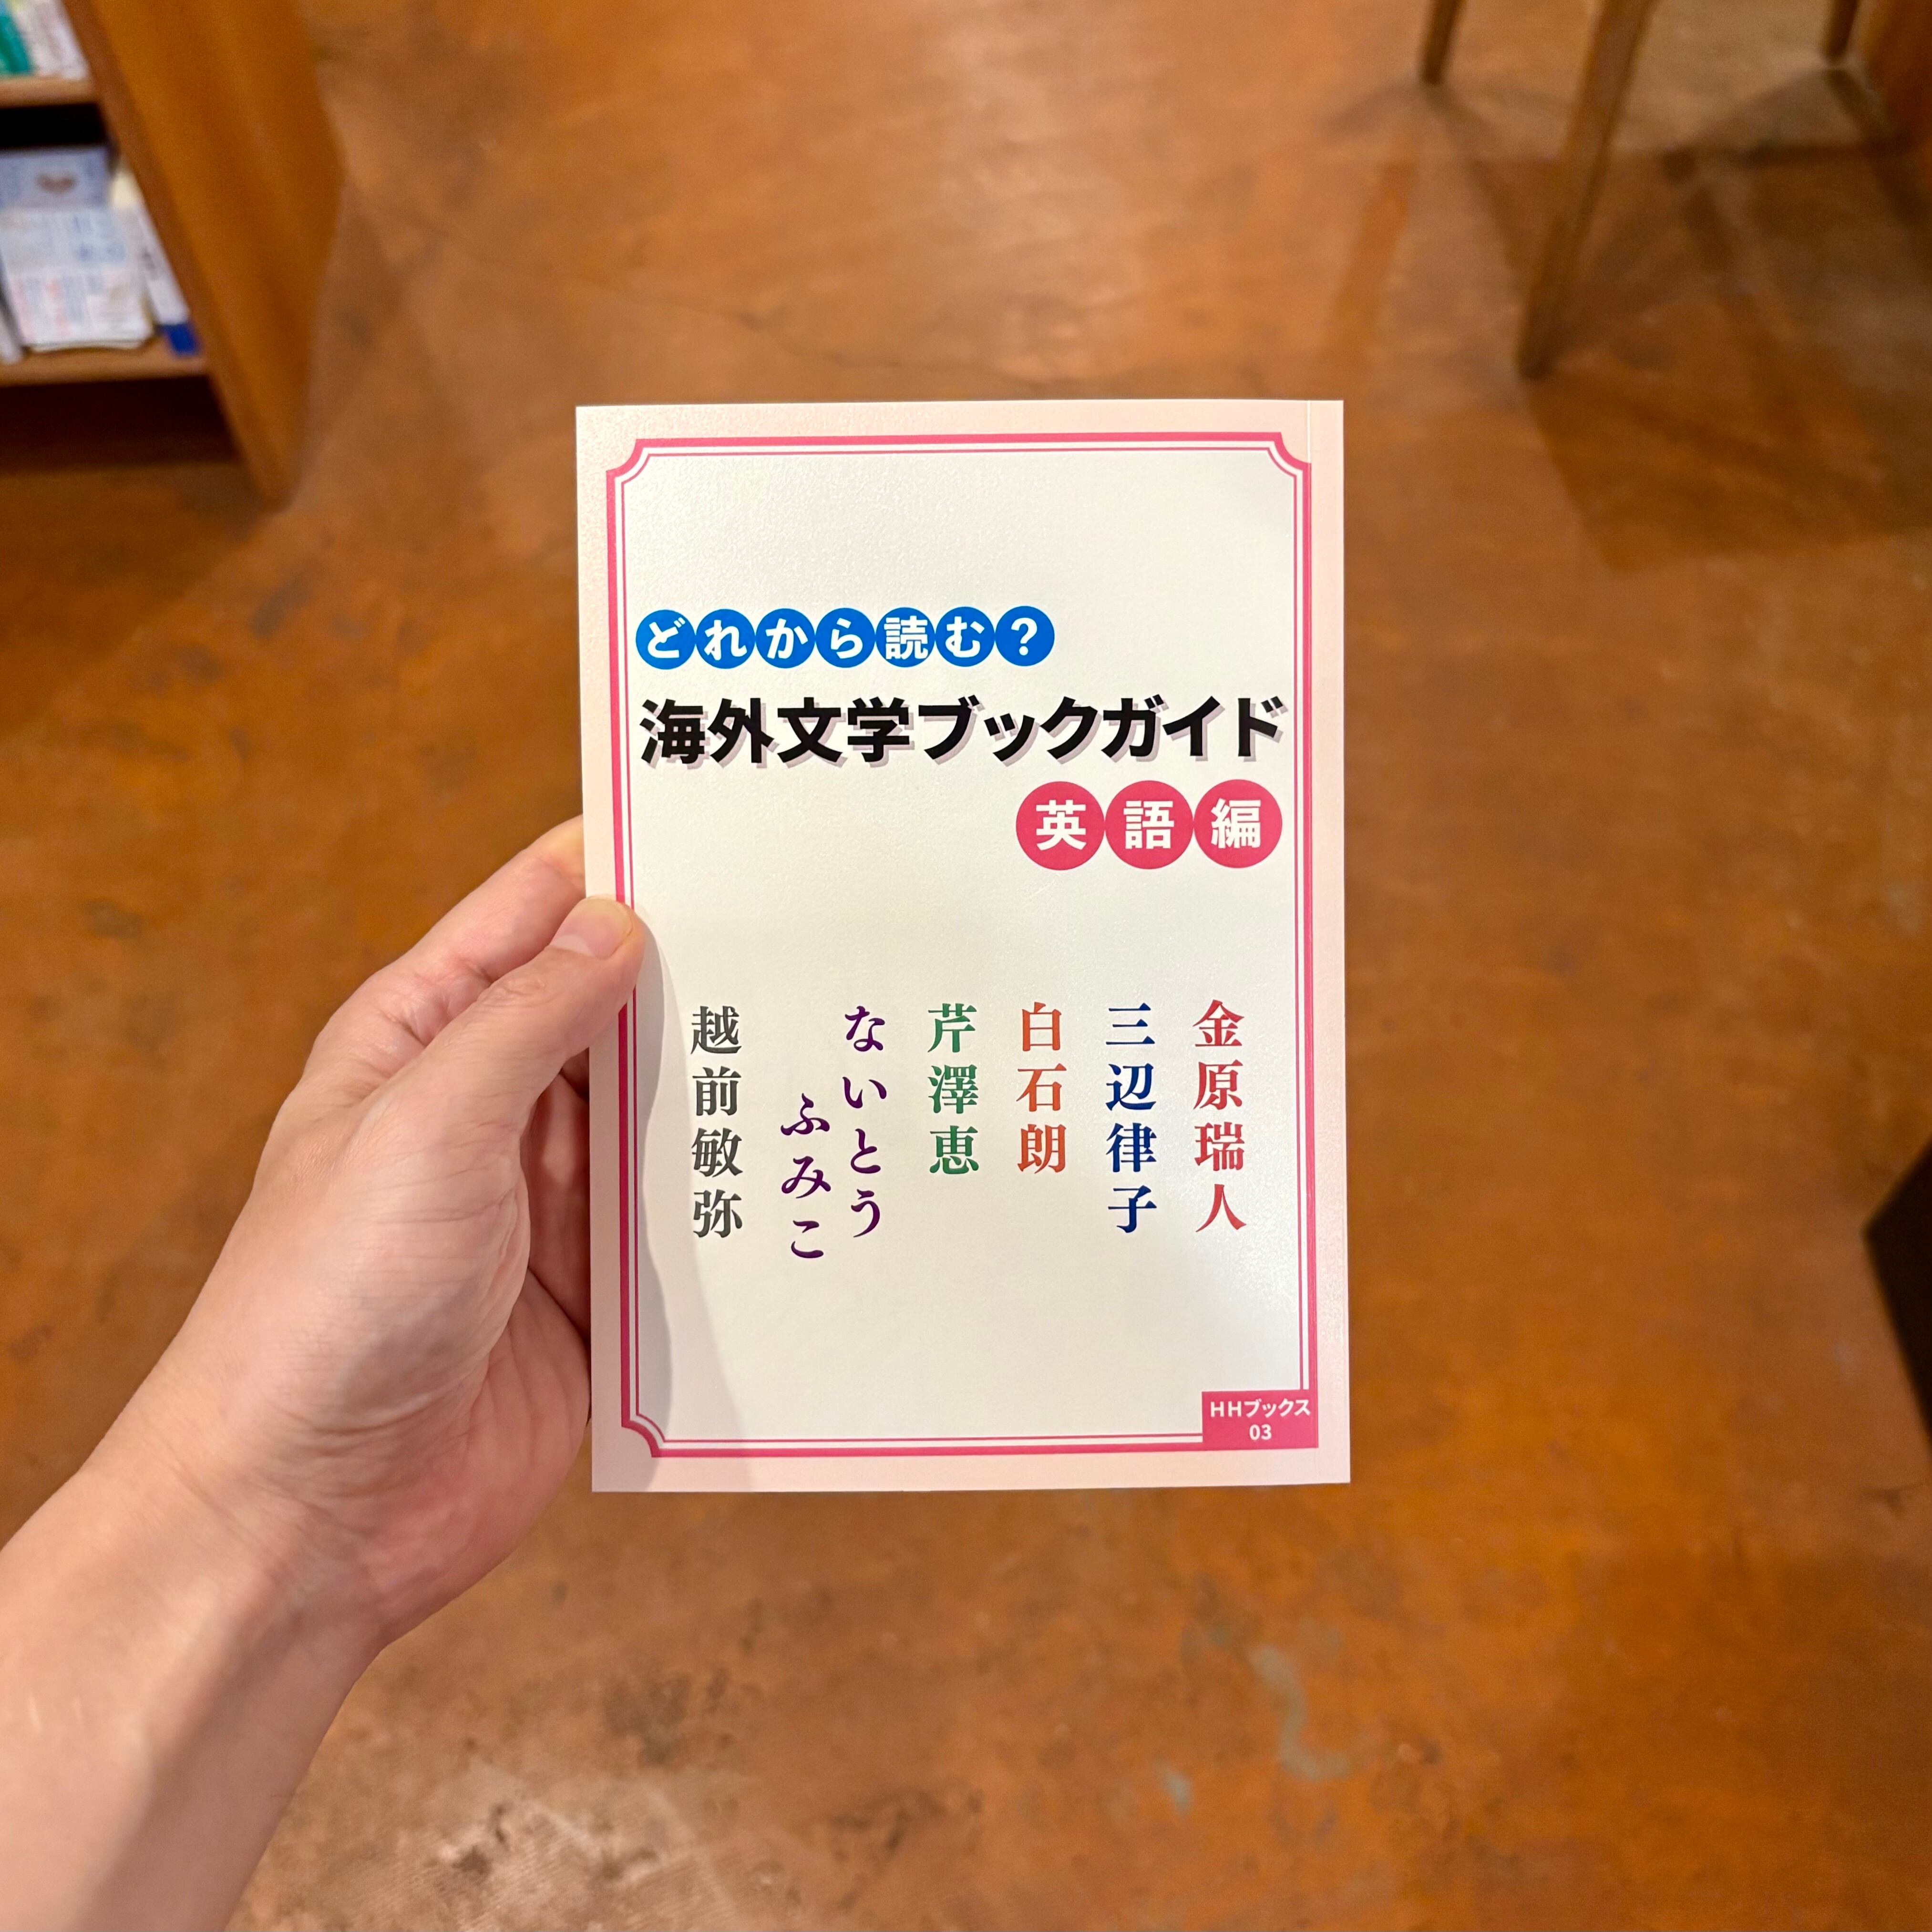 どれから読む？
海外文学ブックガイド
英語編
金原瑞人
三辺律子
白石朗
芹澤恵
ないとう
ふみこ
越前敏弥
HHブックス
03